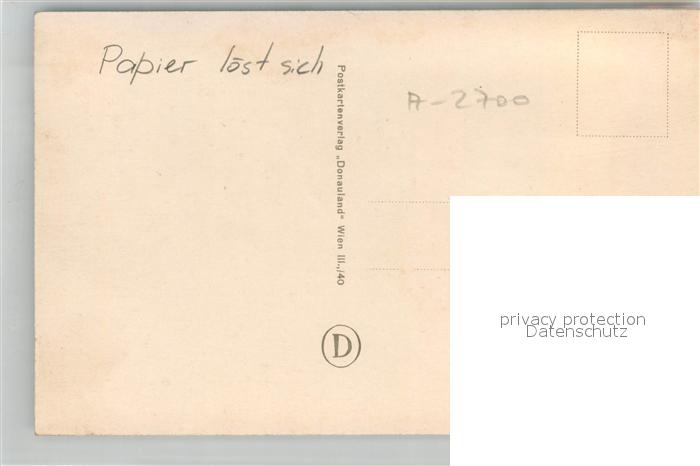 Papier löst sich
Postkartenverlag „Donauland" Wien III.,/40
A-2700
D
privacy protection
Datenschutz